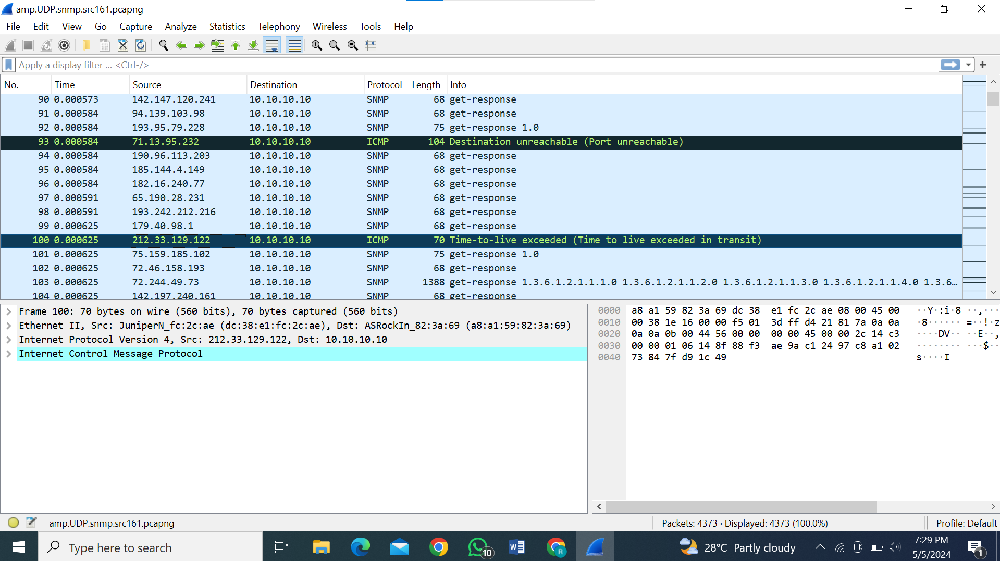 amp.UDP.snmp.src161.pcapng
File Edit View Go Capture Analyze Statistics Telephony Wireless Tools Help
Apply a display filter ... <Ctrl-/>
No. Time Source Destination Protocol Length Info
90 0.000573 142.147.120.241 10.10.10.10 SNMP 68 get-response
91 0.000584 94.139.103.98 10.10.10.10 SNMP 68 get-response
92 0.000584 193.95.79.228 10.10.10.10 SNMP 75 get-response 1.0
93 0.000584 71.13.95.232 10.10.10.10 ICMP 104 Destination unreachable (Port unreachable)
94 0.000584 190.96.113.203 10.10.10.10 SNMP 68 get-response
95 0.000584 185.144.4.149 10.10.10.10 SNMP 68 get-response
96 0.000584 182.16.240.77 10.10.10.10 SNMP 68 get-response
97 0.000591 65.190.28.231 10.10.10.10 SNMP 68 get-response
98 0.000591 193.242.212.216 10.10.10.10 SNMP 68 get-response
99 0.000625 179.40.98.1 10.10.10.10 SNMP 68 get-response
100 0.000625 212.33.129.122 10.10.10.10 ICMP 70 Time-to-live exceeded (Time to live exceeded in transit)
101 0.000625 75.159.185.102 10.10.10.10 SNMP 75 get-response 1.0
102 0.000625 72.46.158.193 10.10.10.10 SNMP 68 get-response
103 0.000625 72.244.49.73 10.10.10.10 SNMP 1388 get-response 1.3.6.1.2.1.1.1.0 1.3.6.1.2.1.1.2.0 1.3.6.1.2.1.1.3.0 1.3.6.1.2.1.1.4.0 1.3.6…
104 0.000625 142.197.240.161 10.10.10.10 SNMP 68 get-response
Frame 100: 70 bytes on wire (560 bits), 70 bytes captured (560 bits)
Ethernet II, Src: JuniperN_fc:2c:ae (dc:38:e1:fc:2c:ae), Dst: ASRockIn_82:3a:69 (a8:a1:59:82:3a:69)
Internet Protocol Version 4, Src: 212.33.129.122, Dst: 10.10.10.10
Internet Control Message Protocol
0000 a8 a1 59 82 3a 69 dc 38 e1 fc 2c ae 08 00 45 00 ··Y·:i·8 ··,···
0010 00 38 1e 16 00 00 f5 01 3d ff d4 21 81 7a 0a 0a ·8······ =··!·z
0020 0a 0a 0b 00 44 56 00 00 00 00 45 00 00 2c 14 c3 ····DV·· ··E··,
0030 00 00 01 06 14 8f 88 f3 ae 9a c1 24 97 c8 a1 02 ········ ···$···
0040 73 84 7f d9 1c 49 s····I
amp.UDP.snmp.src161.pcapng
Packets: 4373 · Displayed: 4373 (100.0%)
Profile: Default
Type here to search
10
W
R
28°C Partly cloudy
7:29 PM
5/5/2024
1